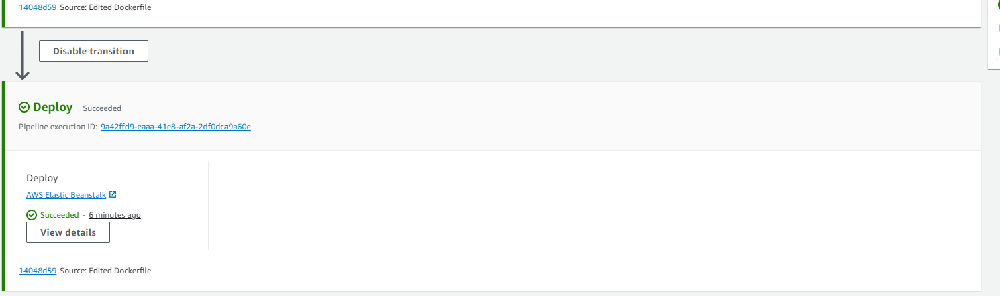 14048d59 Source: Edited Dockerfile
Disable transition
Deploy Succeeded
Pipeline execution ID: 9a42ffd9-eaaa-41e8-af2a-2df0dca9a60e
Deploy
AWS Elastic Beanstalk
Succeeded - 6 minutes ago
View details
14048d59 Source: Edited Dockerfile